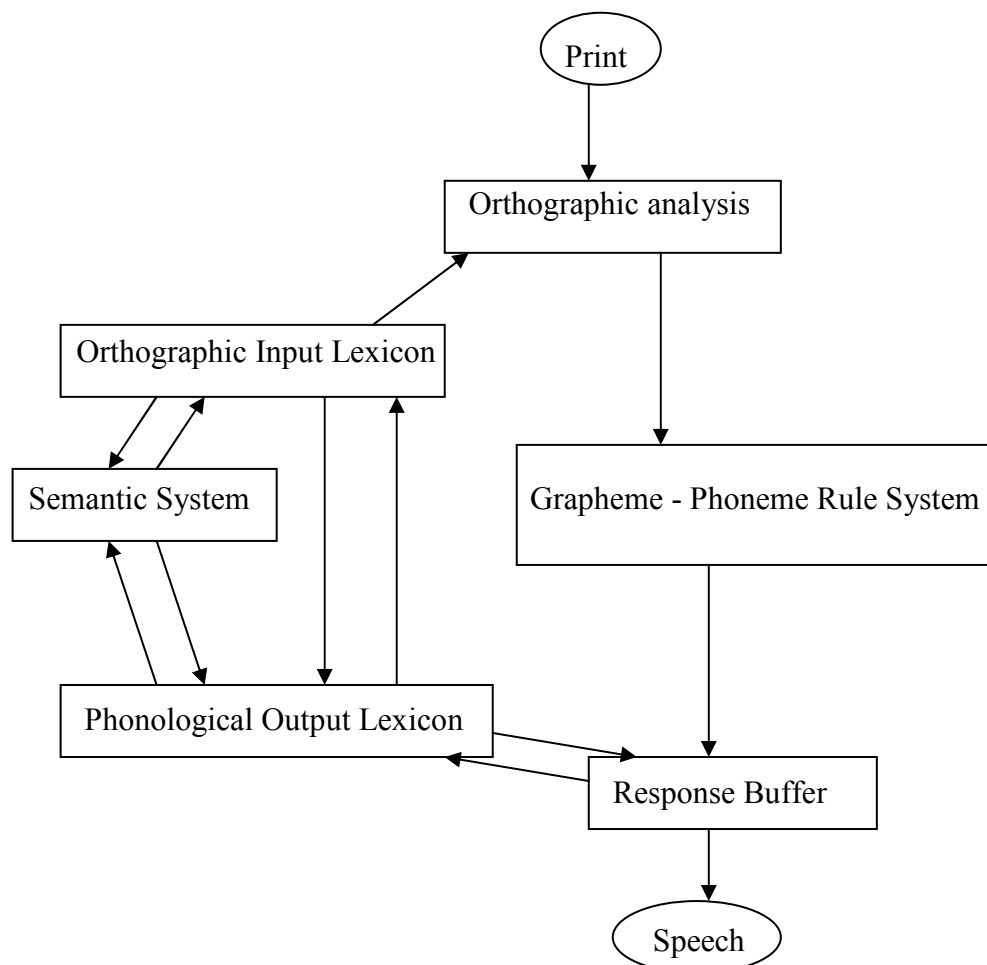 Print
Orthographic analysis
Orthographic Input Lexicon
Semantic System
Grapheme - Phoneme Rule System
Phonological Output Lexicon
Response Buffer
Speech